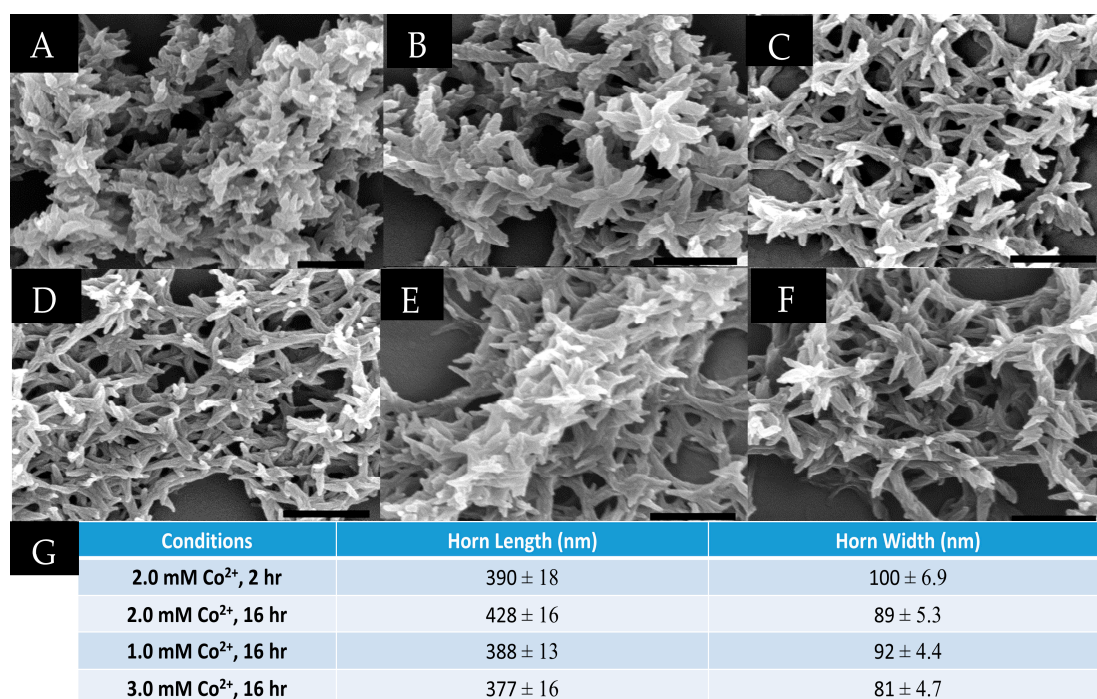 A
B
C
D
E
F
G
Conditions Horn Length (nm) Horn Width (nm)
2.0 mM Co²⁺, 2 hr 390 ± 18 100 ± 6.9
2.0 mM Co²⁺, 16 hr 428 ± 16 89 ± 5.3
1.0 mM Co²⁺, 16 hr 388 ± 13 92 ± 4.4
3.0 mM Co²⁺, 16 hr 377 ± 16 81 ± 4.7